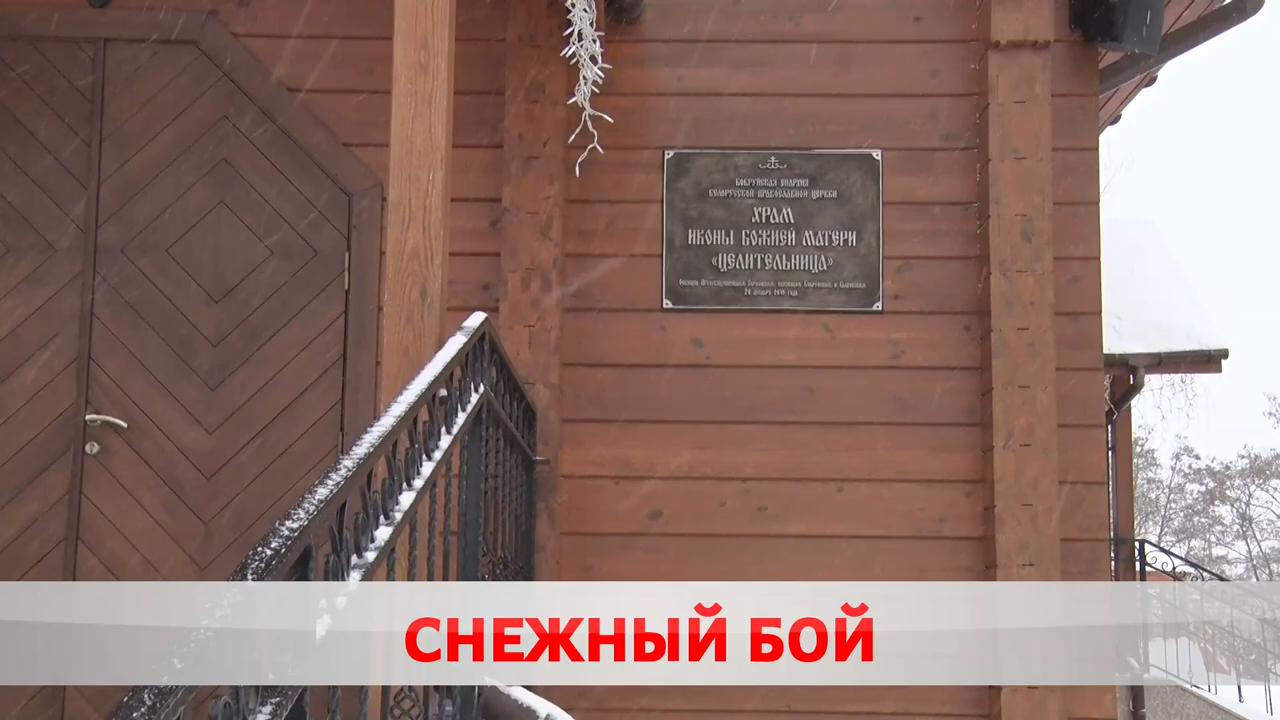 БОБРУЙСКАЯ ЕПАРХИЯ
БЕЛОРУССКОЙ ПРАВОСЛАВНОЙ ЦЕРКВИ
ХРАМ
ИКОНЫ БОЖИЕЙ МАТЕРИ
«ЦЕЛИТЕЛЬНИЦА»
СНЕЖНЫЙ БОЙ